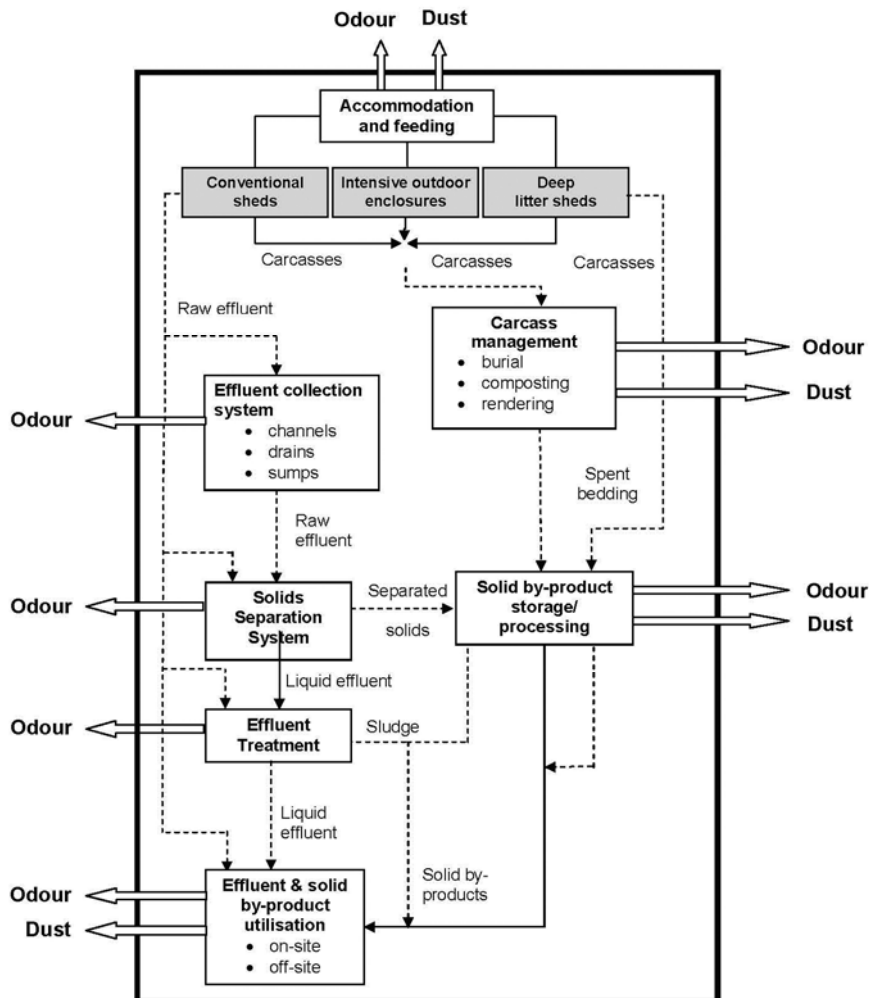 Odour
Dust
Accommodation
and feeding
Conventional
sheds
Intensive outdoor
enclosures
Deep
litter sheds
Carcasses
Carcasses
Carcasses
Raw effluent
Carcass
management
• burial
• composting
• rendering
Odour
Dust
Effluent collection
system
• channels
• drains
• sumps
Odour
Spent
bedding
Raw
effluent
Solids
Separation
System
Odour
Separated
solids
Solid by-product
storage/
processing
Odour
Dust
Liquid effluent
Effluent
Treatment
Odour
Sludge
Liquid
effluent
Solid by-
products
Effluent & solid
by-product
utilisation
• on-site
• off-site
Odour
Dust